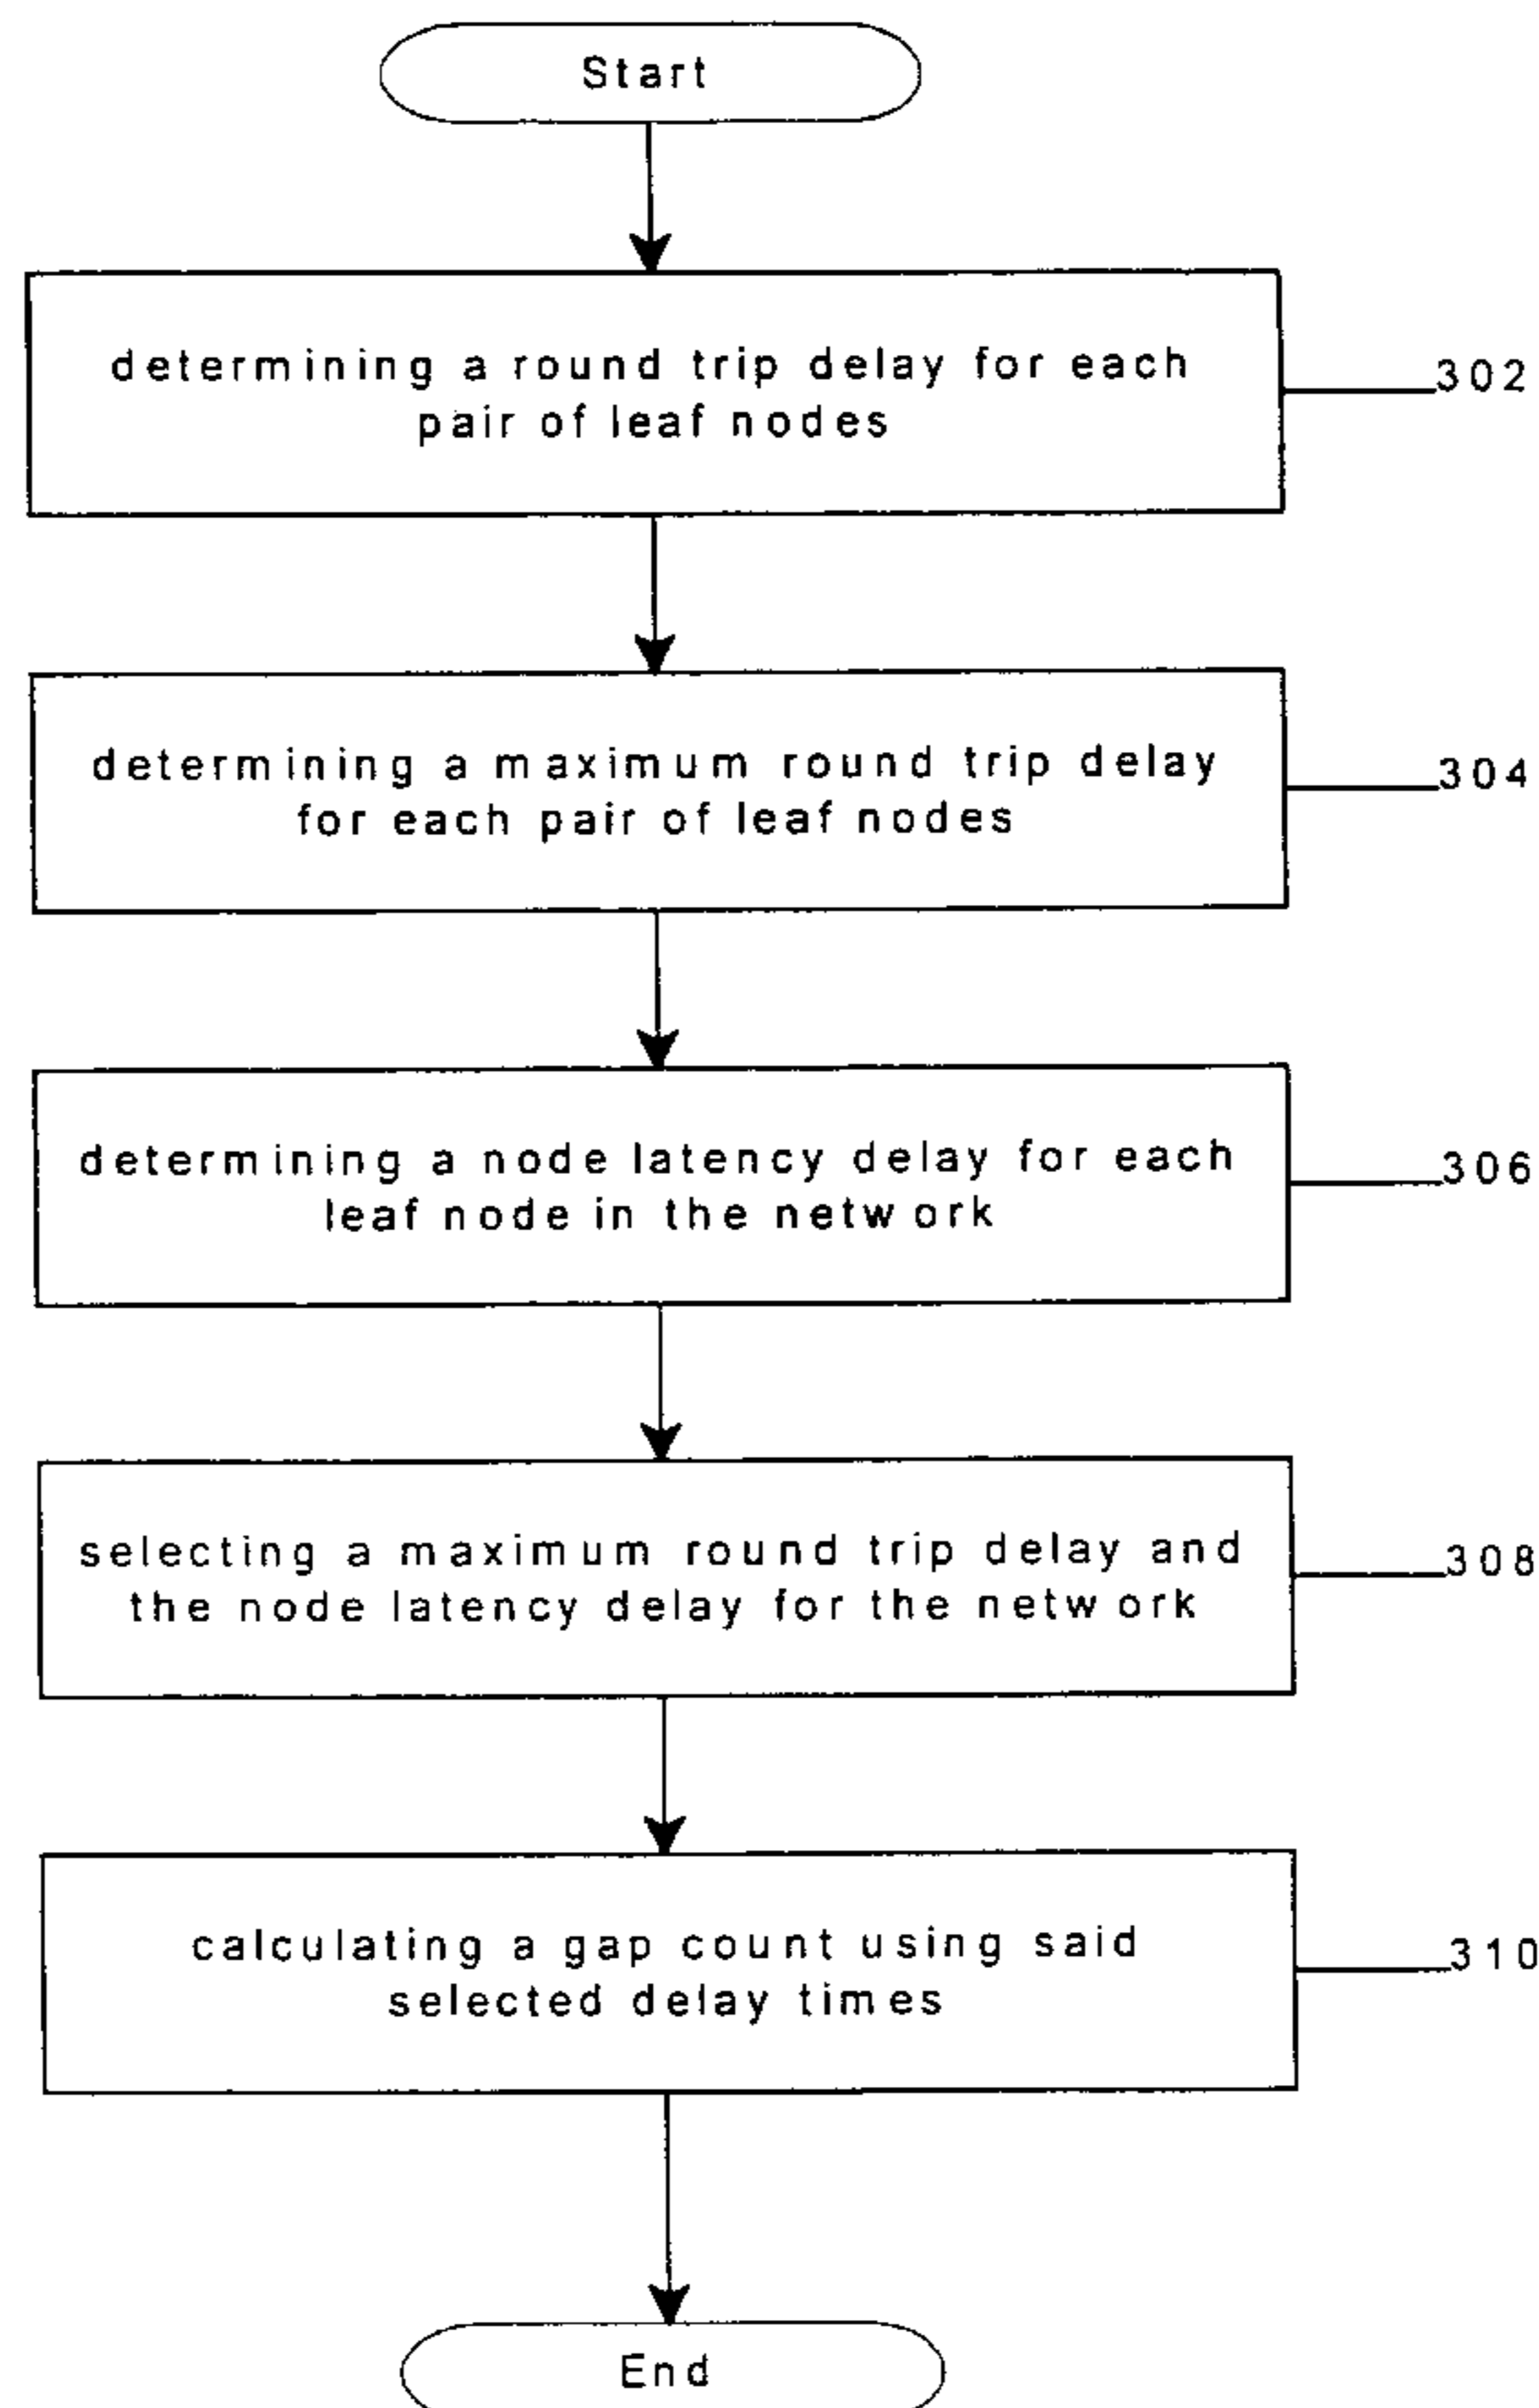 Start
determining a round trip delay for each
pair of leaf nodes
302
determining a maximum round trip delay
for each pair of leaf nodes
304
determining a node latency delay for each
leaf node in the network
306
selecting a maximum round trip delay and
the node latency delay for the network
308
calculating a gap count using said
selected delay times
310
End